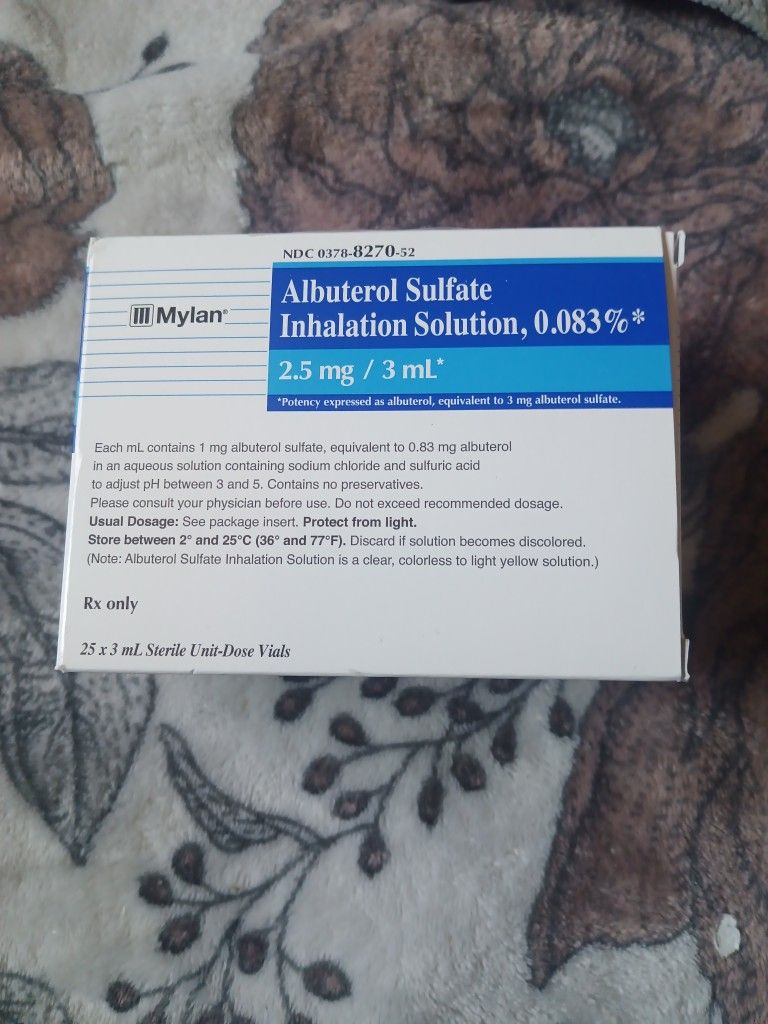 NDC 0378-8270-52
Mylan®
Albuterol Sulfate
Inhalation Solution, 0.083%*
2.5 mg / 3 mL*
*Potency expressed as albuterol, equivalent to 3 mg albuterol sulfate.
Each mL contains 1 mg albuterol sulfate, equivalent to 0.83 mg albuterol
in an aqueous solution containing sodium chloride and sulfuric acid
to adjust pH between 3 and 5. Contains no preservatives.
Please consult your physician before use. Do not exceed recommended dosage.
Usual Dosage: See package insert. Protect from light.
Store between 2° and 25°C (36° and 77°F). Discard if solution becomes discolored.
(Note: Albuterol Sulfate Inhalation Solution is a clear, colorless to light yellow solution.)
Rx only
25 x 3 mL Sterile Unit-Dose Vials